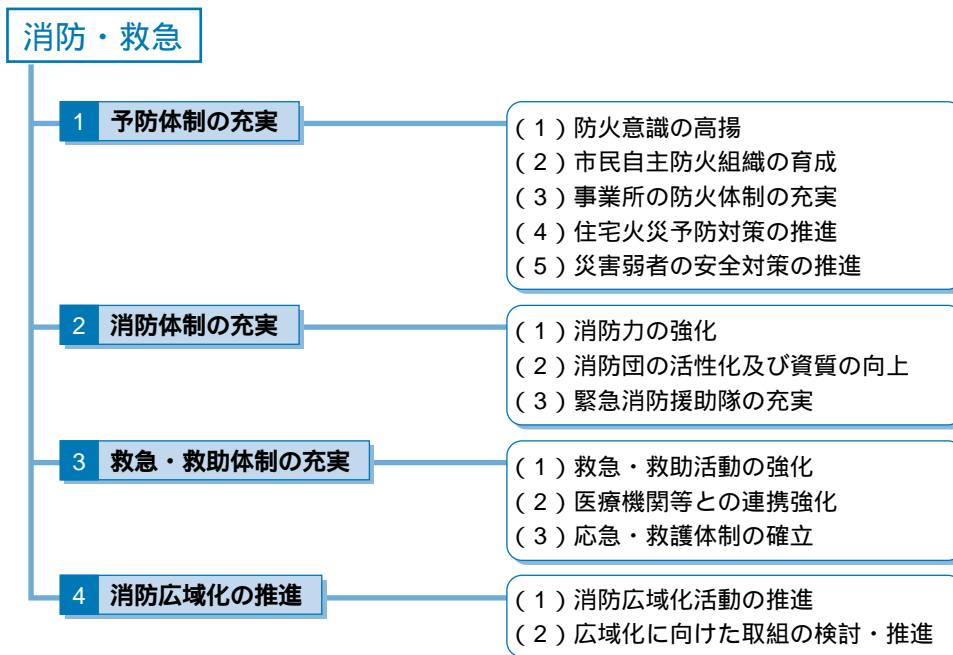 消防・救急
1 予防体制の充実
(1)防火意識の高揚
(2)市民自主防火組織の育成
(3)事業所の防火体制の充実
(4)住宅火災予防対策の推進
(5)災害弱者の安全対策の推進
2 消防体制の充実
(1)消防力の強化
(2)消防団の活性化及び資質の向上
(3)緊急消防援助隊の充実
3 救急・救助体制の充実
(1)救急・救助活動の強化
(2)医療機関等との連携強化
(3)応急・救護体制の確立
4 消防広域化の推進
(1)消防広域化活動の推進
(2)広域化に向けた取組の検討・推進